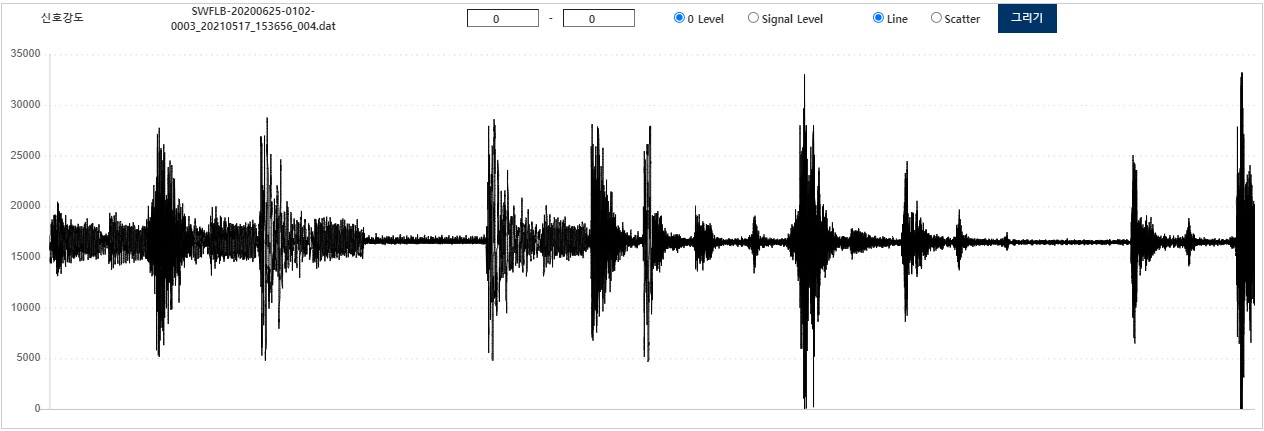 신호강도
SWFLB-20200625-0102-
0003_20210517_153656_004.dat
0 - 0
0 Level Signal Level
Line Scatter
그리기
35000
30000
25000
20000
15000
10000
5000
0